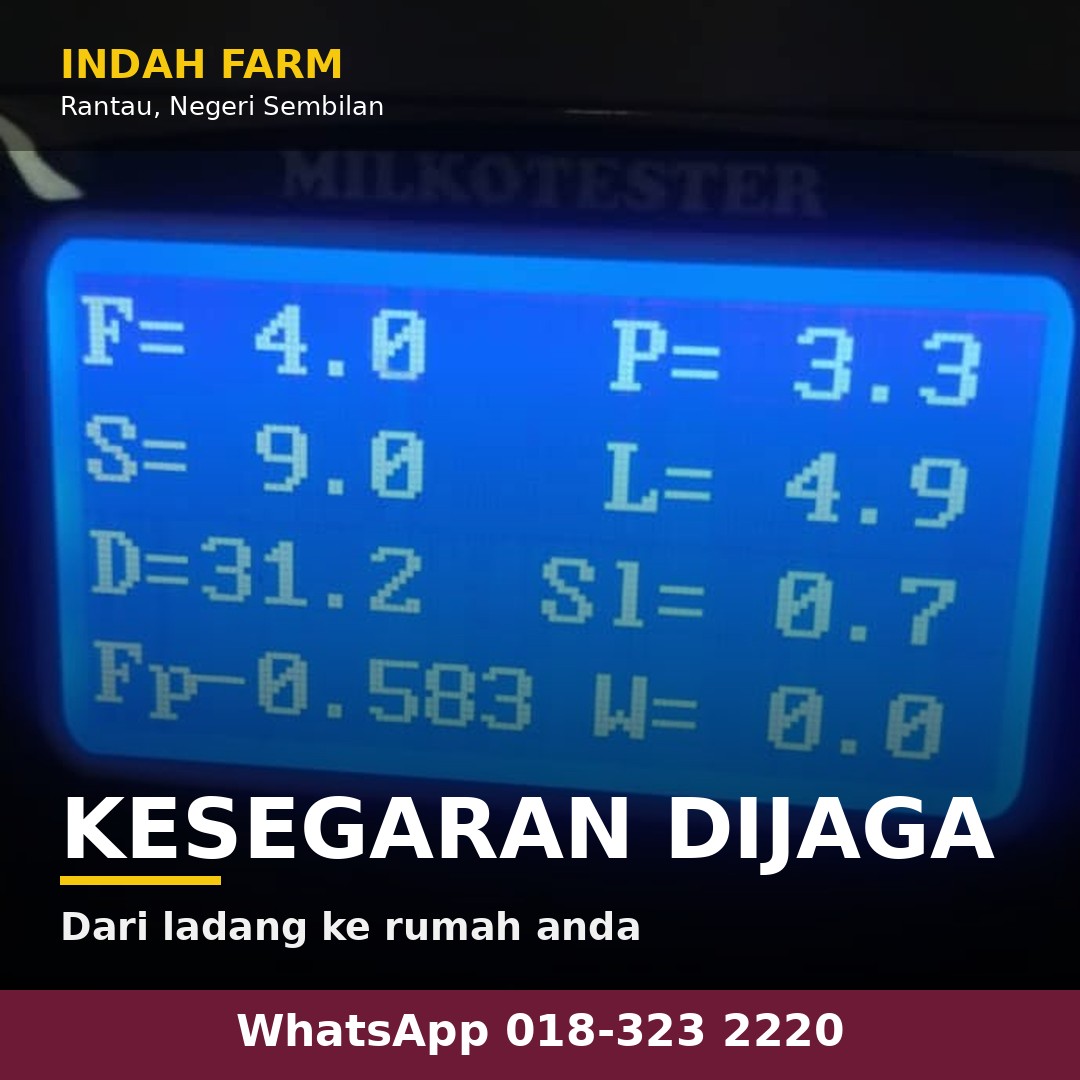 INDAH FARM
Rantau, Negeri Sembilan
MILKOTESTER
F= 4.0 P= 3.3
S= 9.0 L= 4.9
D=31.2 Sl= 0.7
Fp-0.583 W= 0.0
KESEGARAN DIJAGA
Dari ladang ke rumah anda
WhatsApp 018-323 2220